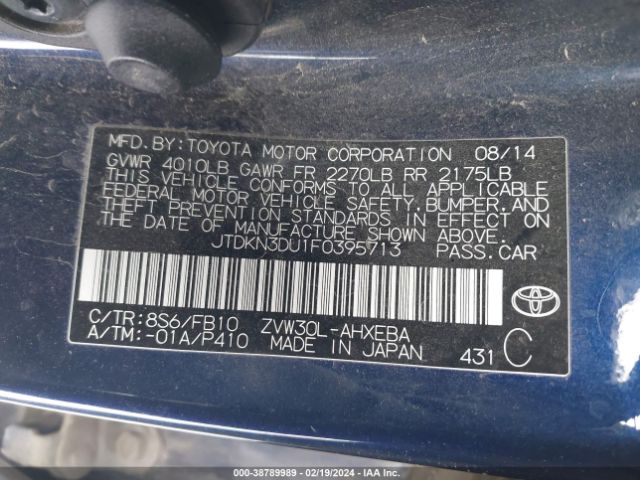 MFD.BY:TOYOTA MOTOR CORPORATION 08/14
GVWR 4010LB GAWR FR 2270LB RR 2175LB
THIS VEHICLE CONFORMS TO ALL APPLICABLE
FEDERAL MOTOR VEHICLE SAFETY,BUMPER,AND
THEFT PREVENTION STANDARDS IN EFFECT ON
THE DATE OF MANUFACTURE SHOWN ABOVE.
JTDKN3DU1F0395713 PASS.CAR
C/TR:8S6/FB10 ZVW30L-AHXEBA
A/TM:-01A/P410 MADE IN JAPAN 431 C
00-38789989 - 02/19/2024 - IAA Inc.